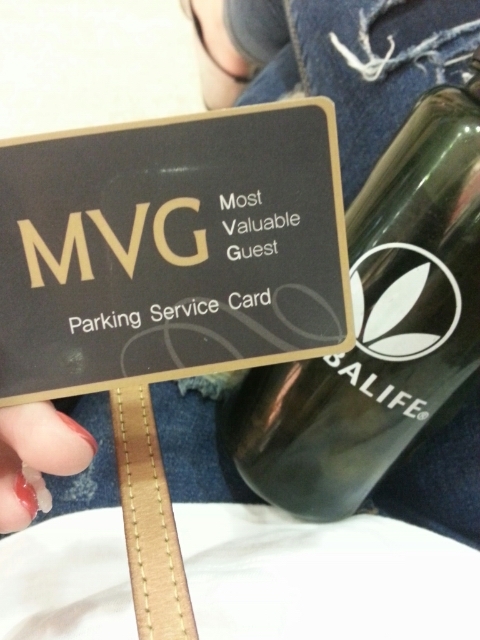 MVG
Most
Valuable
Guest
Parking Service Card
BALIFE®